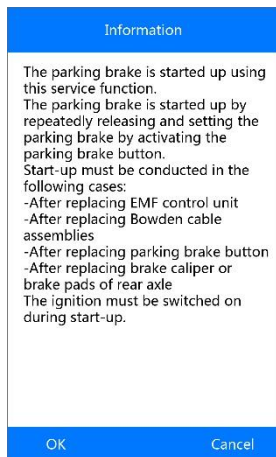 Information
The parking brake is started up using
this service function.
The parking brake is started up by
repeatedly releasing and setting the
parking brake by activating the
parking brake button.
Start-up must be conducted in the
following cases:
-After replacing EMF control unit
-After replacing Bowden cable
assemblies
-After replacing parking brake button
-After replacing brake caliper or
brake pads of rear axle
The ignition must be switched on
during start-up.
OK
Cancel